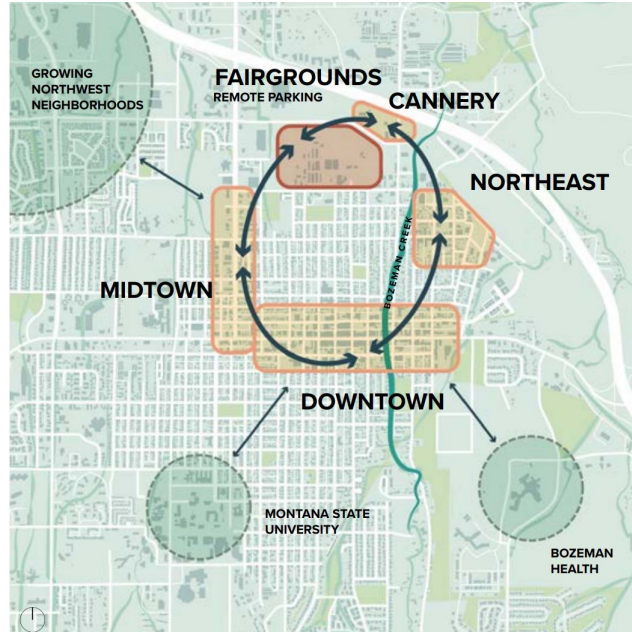 GROWING
NORTHWEST
NEIGHBORHOODS
FAIRGROUNDS
REMOTE PARKING
CANNERY
NORTHEAST
BOZEMAN CREEK
MIDTOWN
DOWNTOWN
MONTANA STATE
UNIVERSITY
BOZEMAN
HEALTH